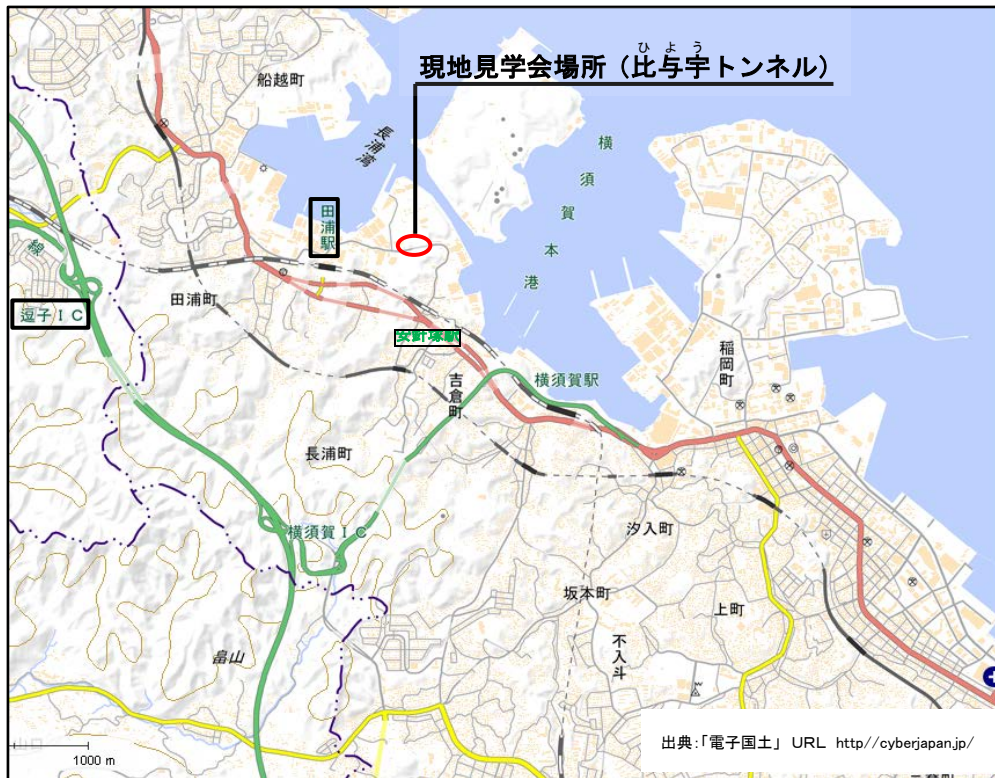 ひよう
現地見学会場所（比与宇トンネル）
船越町
長浦湾
横須賀本港
田浦駅
線
田浦町
逗子IC
安針塚駅
吉倉町
横須賀駅
稲岡町
長浦町
横須賀IC
汐入町
坂本町
上町
不入斗
畠山
1000 m
出典：「電子国土」 URL http//cyberjapan.jp/